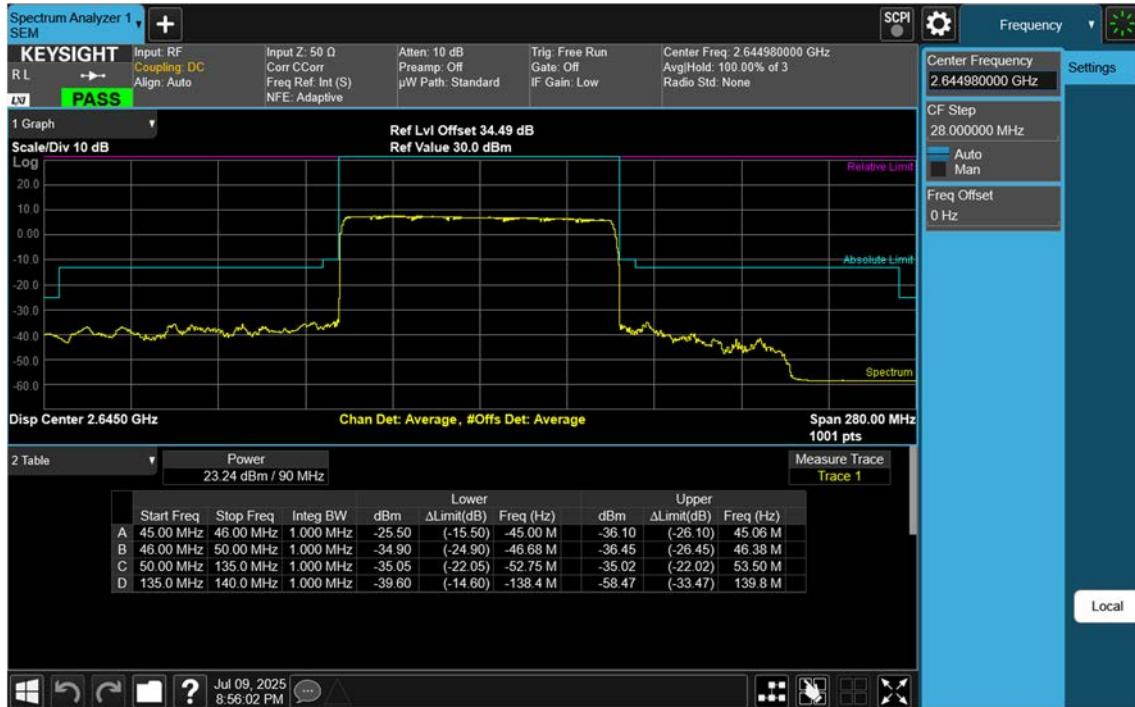 Spectrum Analyzer 1
SEM
SCPI
Frequency
KEYSIGHT
R L
LXI
PASS
Input: RF
Coupling: DC
Align: Auto
Input Z: 50 Ω
Corr CCorr
Freq Ref: Int (S)
NFE: Adaptive
Atten: 10 dB
Preamp: Off
µW Path: Standard
Trig: Free Run
Gate: Off
IF Gain: Low
Center Freq: 2.644980000 GHz
Avg|Hold: 100.00% of 3
Radio Std: None
Center Frequency
2.644980000 GHz
Settings
CF Step
28.000000 MHz
Auto
Man
Freq Offset
0 Hz
1 Graph
Scale/Div 10 dB
Ref Lvl Offset 34.49 dB
Ref Value 30.0 dBm
Log
20.0
10.0
0.00
-10.0
-20.0
-30.0
-40.0
-50.0
-60.0
Relative Limit
Absolute Limit
Spectrum
Disp Center 2.6450 GHz
Chan Det: Average, #Offs Det: Average
Span 280.00 MHz
1001 pts
2 Table
Power
23.24 dBm / 90 MHz
Measure Trace
Trace 1
Lower Upper
Start Freq Stop Freq Integ BW dBm ΔLimit(dB) Freq (Hz) dBm ΔLimit(dB) Freq (Hz)
A 45.00 MHz 46.00 MHz 1.000 MHz -25.50 (-15.50) -45.00 M -36.10 (-26.10) 45.06 M
B 46.00 MHz 50.00 MHz 1.000 MHz -34.90 (-24.90) -46.68 M -36.45 (-26.45) 46.38 M
C 50.00 MHz 135.0 MHz 1.000 MHz -35.05 (-22.05) -52.75 M -35.02 (-22.02) 53.50 M
D 135.0 MHz 140.0 MHz 1.000 MHz -39.60 (-14.60) -138.4 M -58.47 (-33.47) 139.8 M
Local
?
Jul 09, 2025
8:56:02 PM